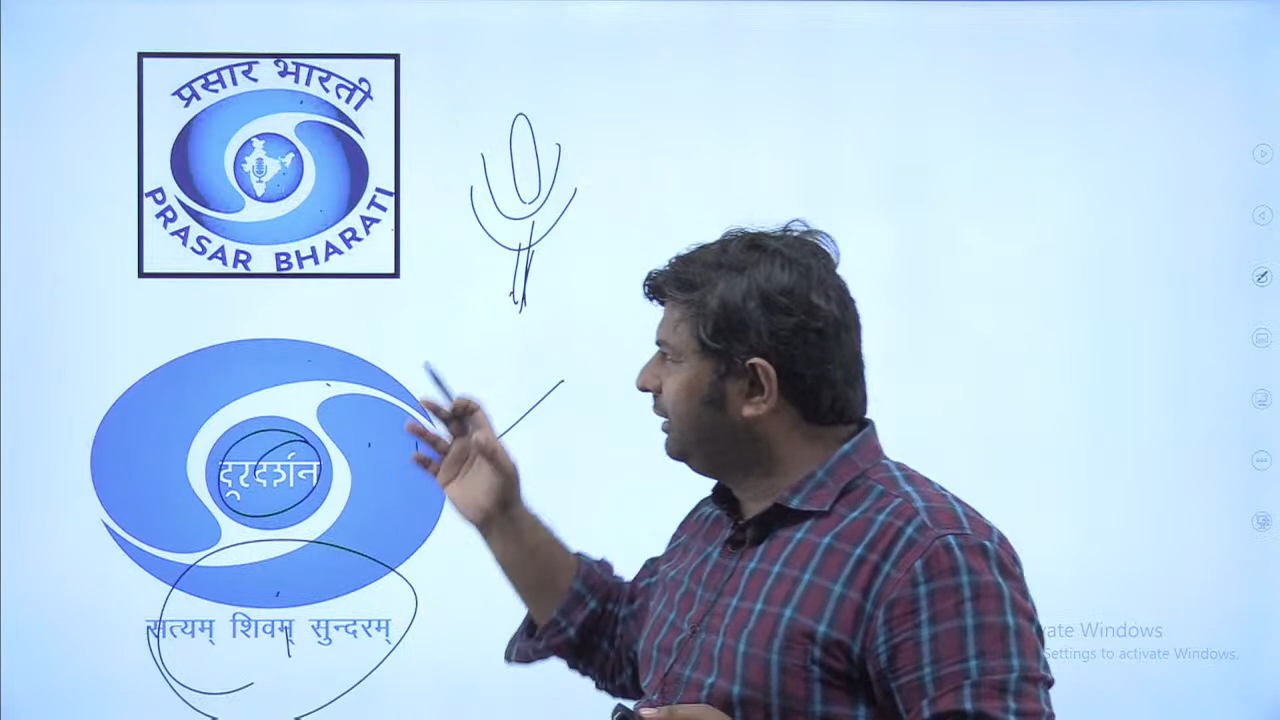 प्रसार भारती
PRASAR BHARATI
दूरदर्शन
सत्यम् शिवम् सुन्दरम्
vate Windows
Settings to activate Windows.